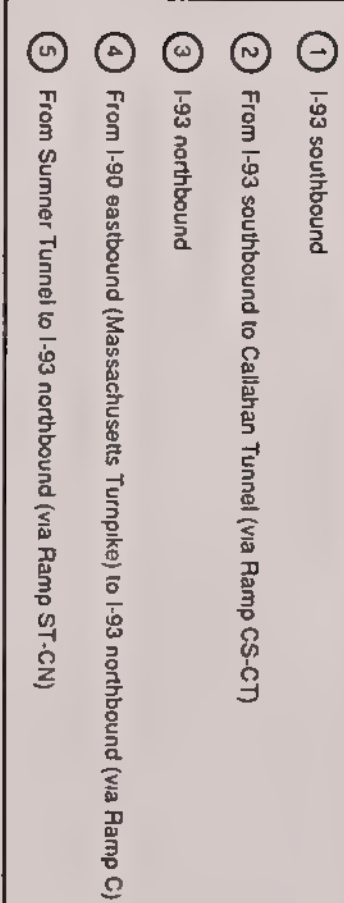 1 I-93 southbound
2 From I-93 southbound to Callahan Tunnel (via Ramp CS-CT)
3 I-93 northbound
4 From I-90 eastbound (Massachusetts Turnpike) to I-93 northbound (via Ramp C)
5 From Sumner Tunnel to I-93 northbound (via Ramp ST-CN)